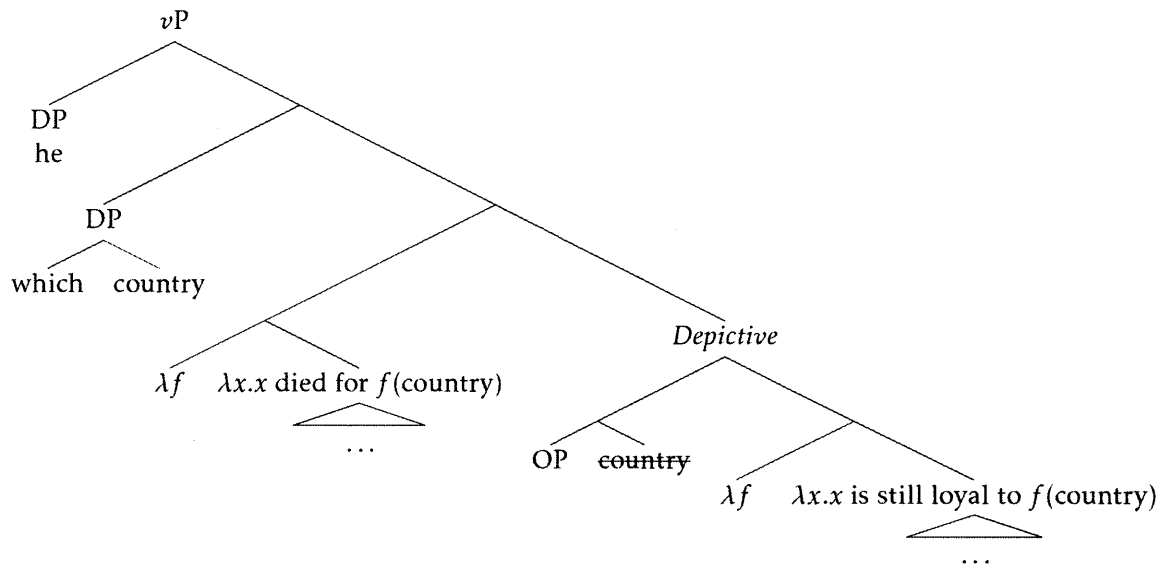 vP
DP
he
DP
which country
Depictive
λf λx.x died for f(country)
...
OP country
λf λx.x is still loyal to f(country)
...